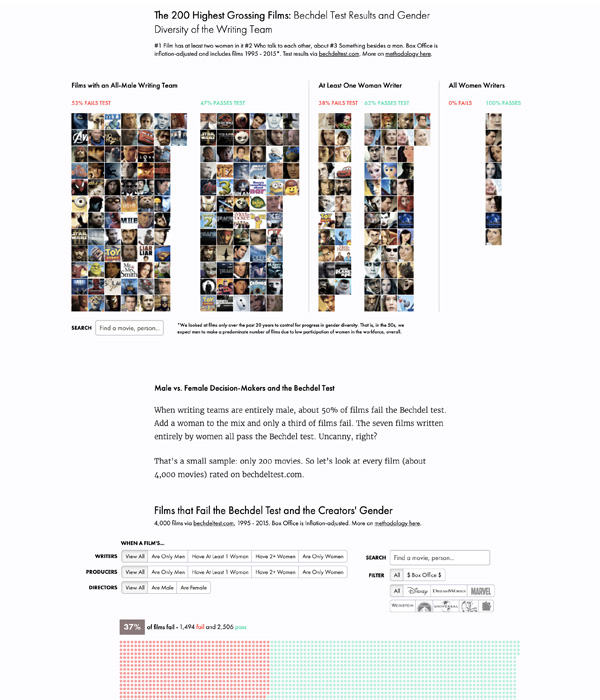 The 200 Highest Grossing Films: Bechdel Test Results and Gender
Diversity of the Writing Team
#1 Film has at least two women in it #2 Who talk to each other, about #3 Something besides a man. Box Office is
inflation-adjusted and includes films 1995 - 2015*. Test results via bechdeltest.com. More on methodology here.
Films with an All-Male Writing Team
At Least One Woman Writer
All Women Writers
53% FAILS TEST
47% PASSES TEST
38% FAILS TEST
62% PASSES TEST
0% FAILS
100% PASSES
SEARCH
Find a movie, person...
*We looked at films only over the past 20 years to control for progress in gender diversity. That is, in the 50s, we
expect men to make a predominate number of films due to low participation of women in the workforce, overall.
Male vs. Female Decision-Makers and the Bechdel Test
When writing teams are entirely male, about 50% of films fail the Bechdel test.
Add a woman to the mix and only a third of films fail. The seven films written
entirely by women all pass the Bechdel test. Uncanny, right?
That's a small sample: only 200 movies. So let's look at every film (about
4,000 movies) rated on bechdeltest.com.
Films that Fail the Bechdel Test and the Creators' Gender
4,000 films via bechdeltest.com, 1995 - 2015. Box Office is Inflation-adjusted. More on methodology here.
WHEN A FILM'S...
WRITERS View All Are Only Men Have At Least 1 Woman Have 2+ Women Are Only Women
PRODUCERS View All Are Only Men Have At Least 1 Woman Have 2+ Women Are Only Women
DIRECTORS View All Are Male Are Female
SEARCH Find a movie, person...
FILTER All $ Box Office $
All Disney DREAMWORKS MARVEL
WEINSTEIN UNIVERSAL
37% of films fail - 1,494 fail and 2,506 pass